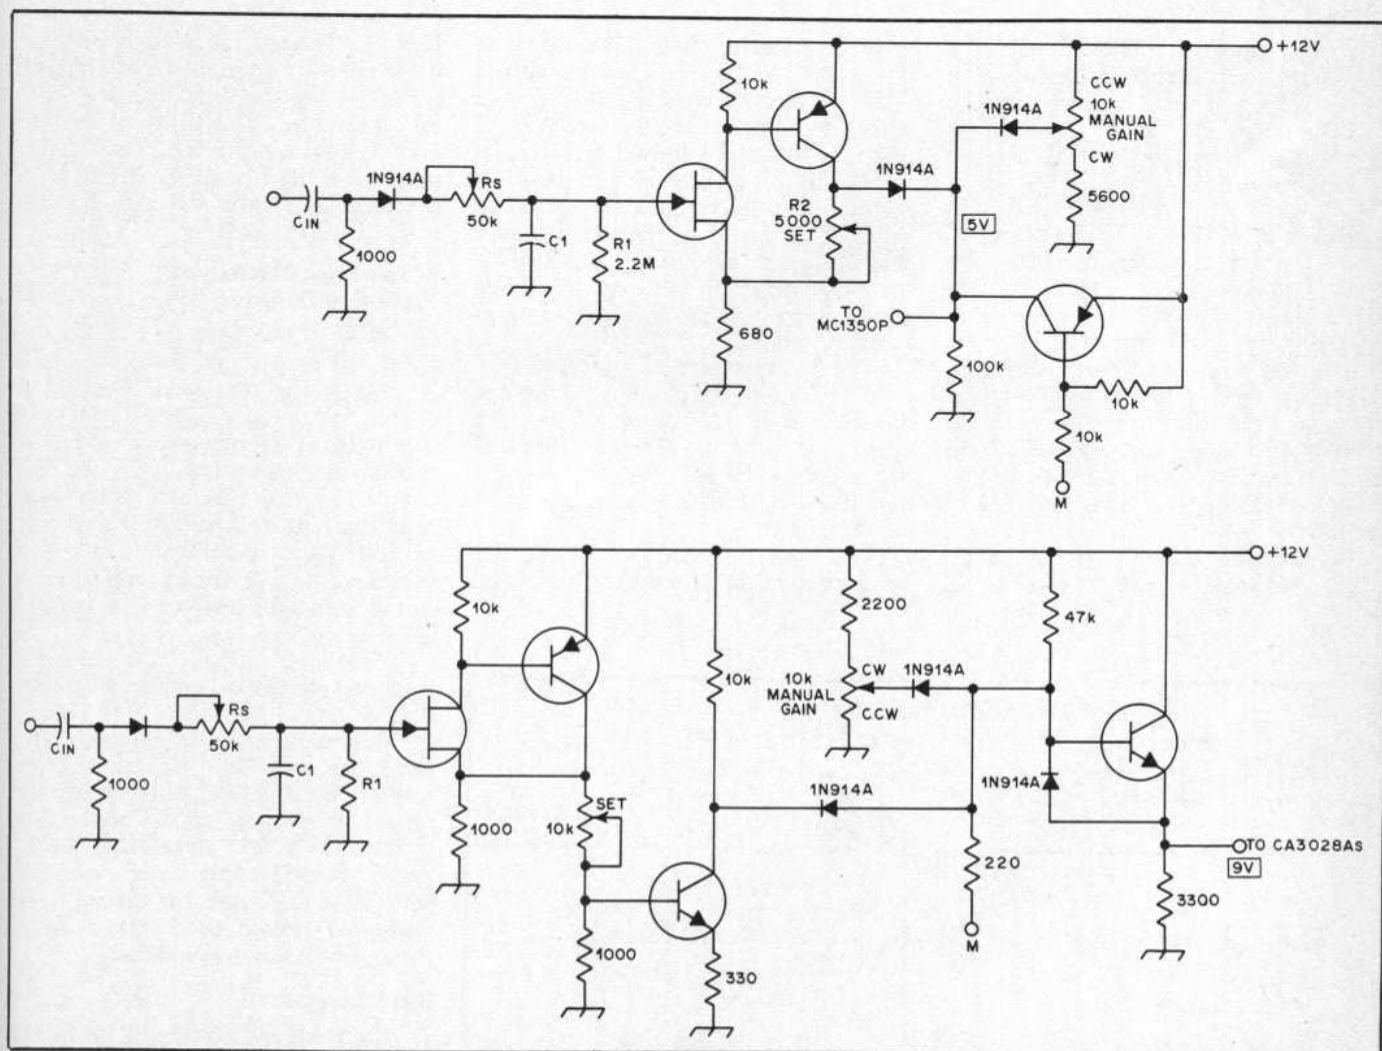 +12V
10k
CCW
10k
MANUAL
GAIN
CW
1N914A
5600
1N914A
1N914A
RS
50k
CIN
1000
C1
R1
2.2M
R2
5000
SET
5V
680
TO
MC1350P
100k
10k
10k
M
+12V
10k
2200
47k
10k
10k
MANUAL
GAIN
CW
CCW
1N914A
RS
50k
CIN
1000
C1
R1
1000
SET
10k
1N914A
1N914A
220
M
TO CA3028AS
9V
3300
1000
330